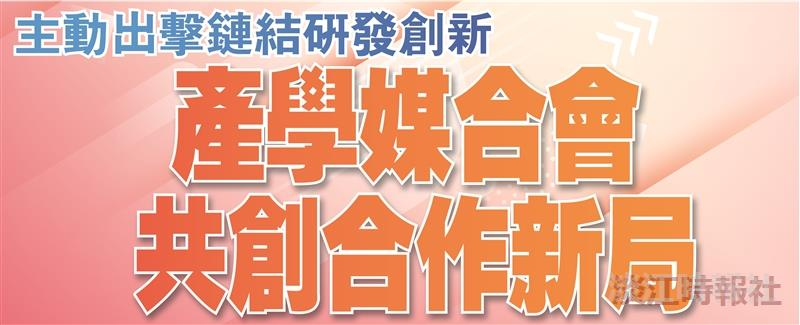 主動出擊鏈結研發創新
產學媒合會
共創合作新局
淡江時報社